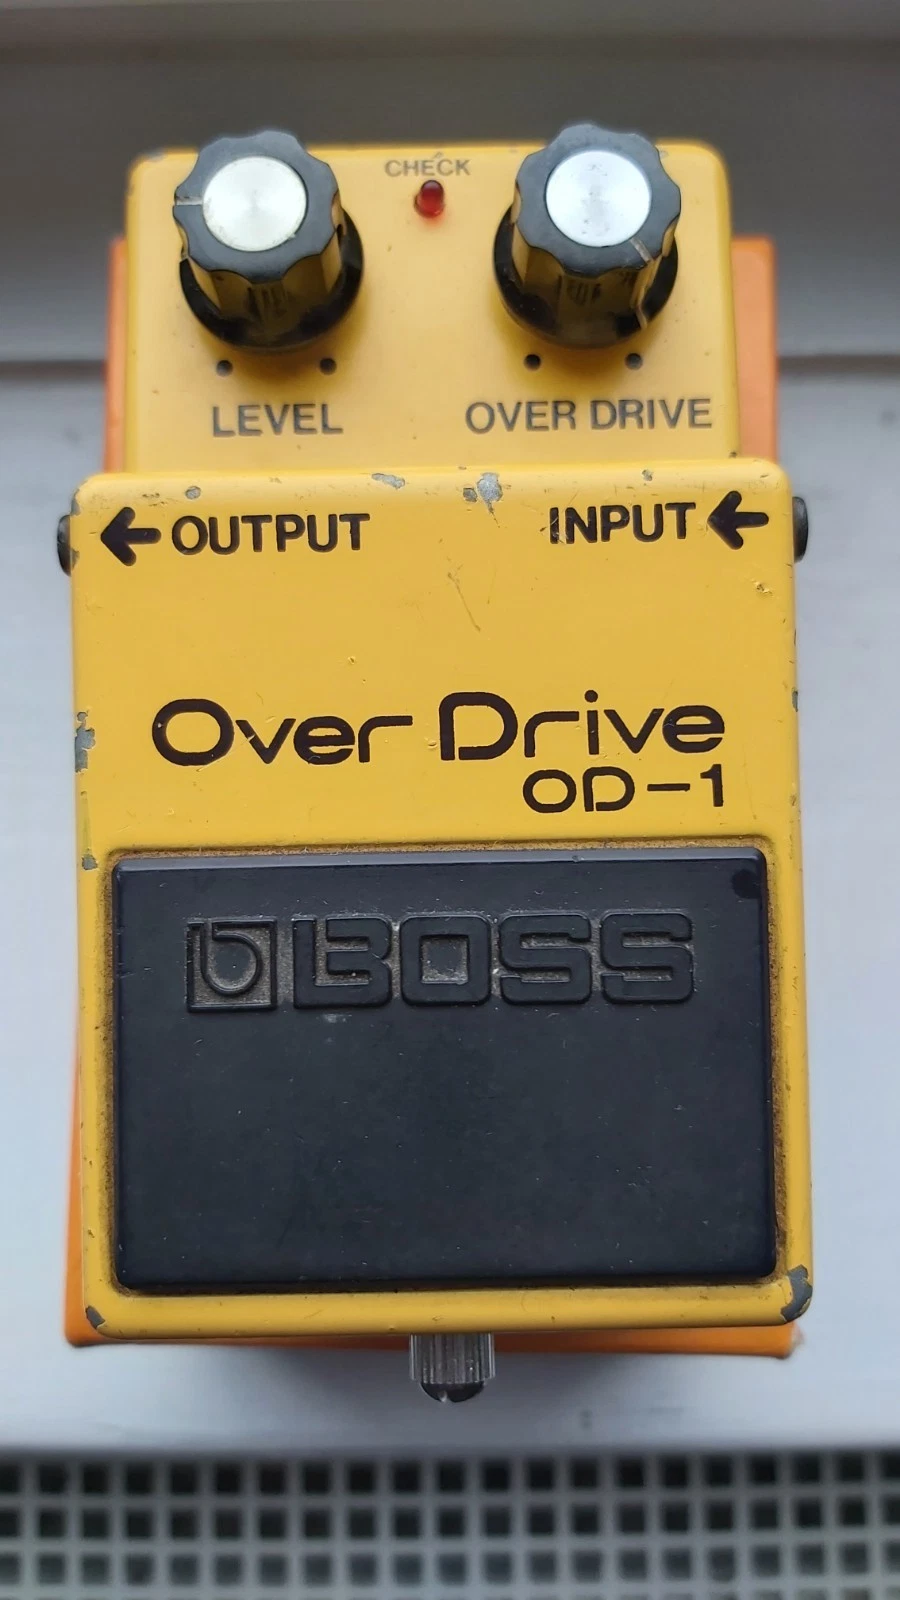 CHECK
LEVEL
OVER DRIVE
OUTPUT
INPUT
Over Drive
OD-1
BOSS